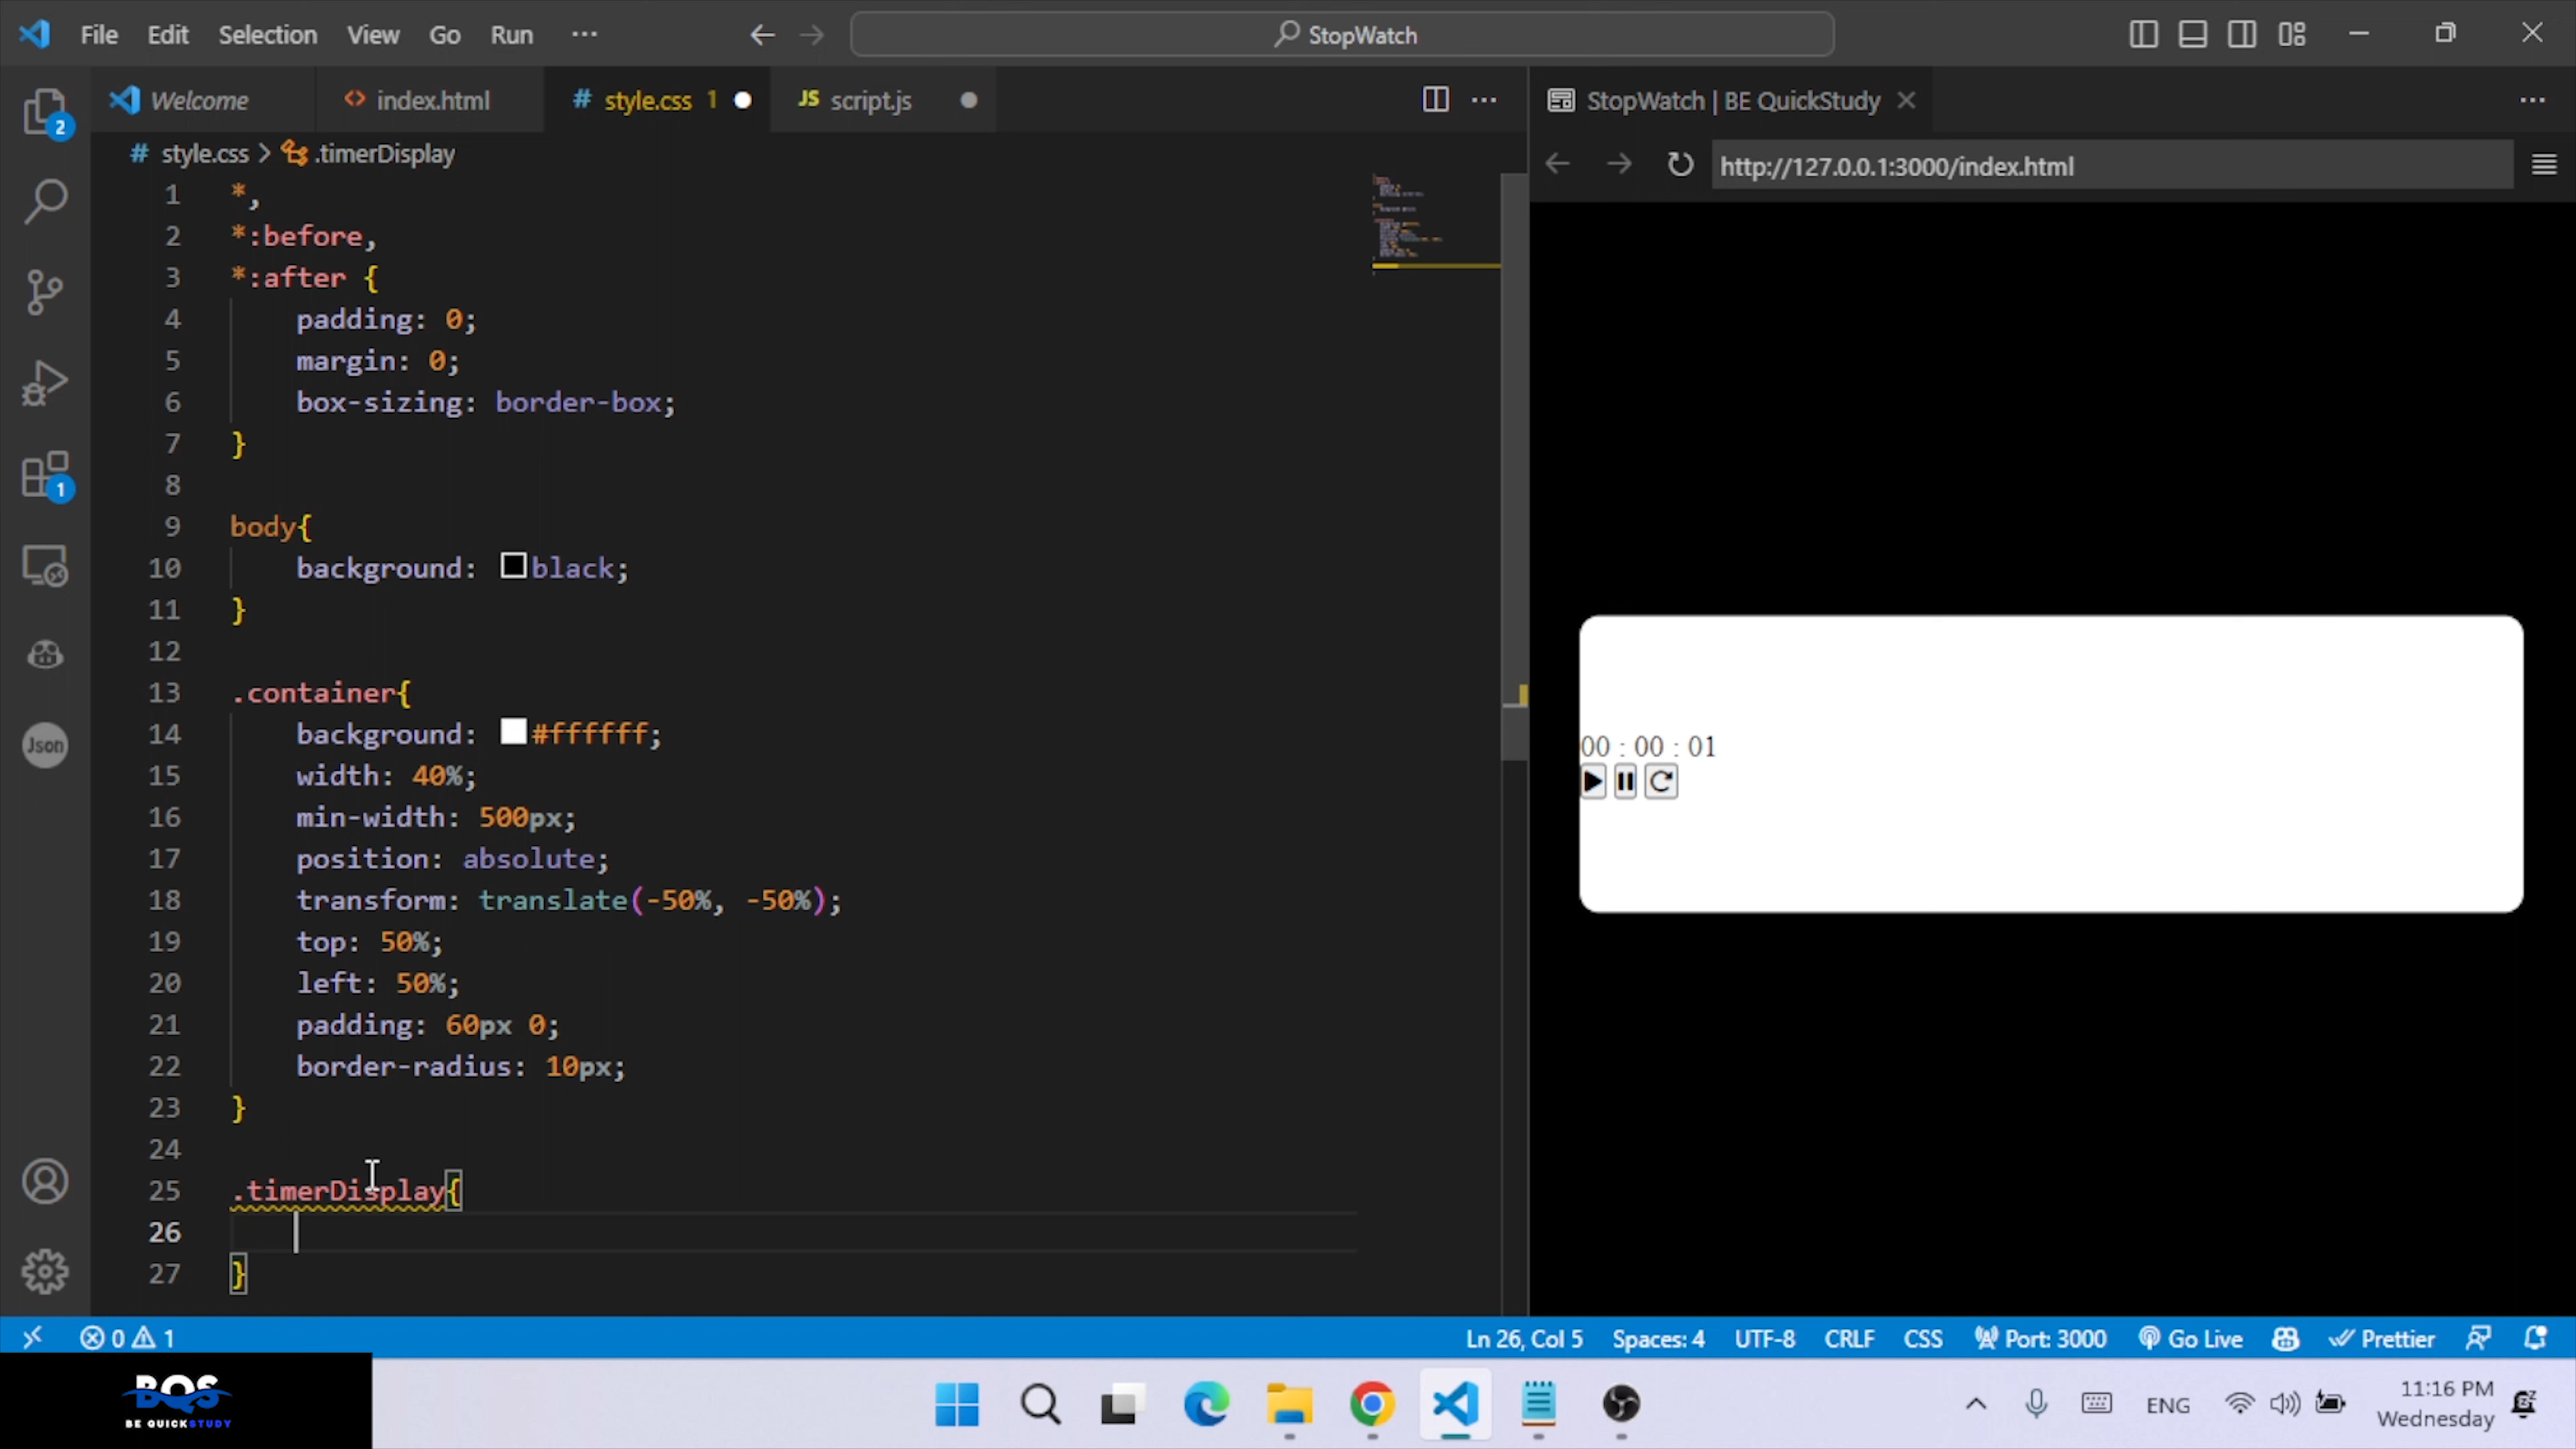 File Edit Selection View Go Run ··· StopWatch
Welcome index.html # style.css 1 JS script.js StopWatch | BE QuickStudy
# style.css > .timerDisplay
http://127.0.0.1:3000/index.html
1 *,
2 *:before,
3 *:after {
4 padding: 0;
5 margin: 0;
6 box-sizing: border-box;
7 }
8
9 body{
10 background: black;
11 }
12
13 .container{
14 background: #ffffff;
15 width: 40%;
16 min-width: 500px;
17 position: absolute;
18 transform: translate(-50%, -50%);
19 top: 50%;
20 left: 50%;
21 padding: 60px 0;
22 border-radius: 10px;
23 }
24
25 .timerDisplay{
26
27 }
2
1
Json
00 : 00 : 01
0 1 Ln 26, Col 5 Spaces: 4 UTF-8 CRLF CSS Port: 3000 Go Live Prettier
BQS
BE QUICKSTUDY
ENG
11:16 PM
Wednesday